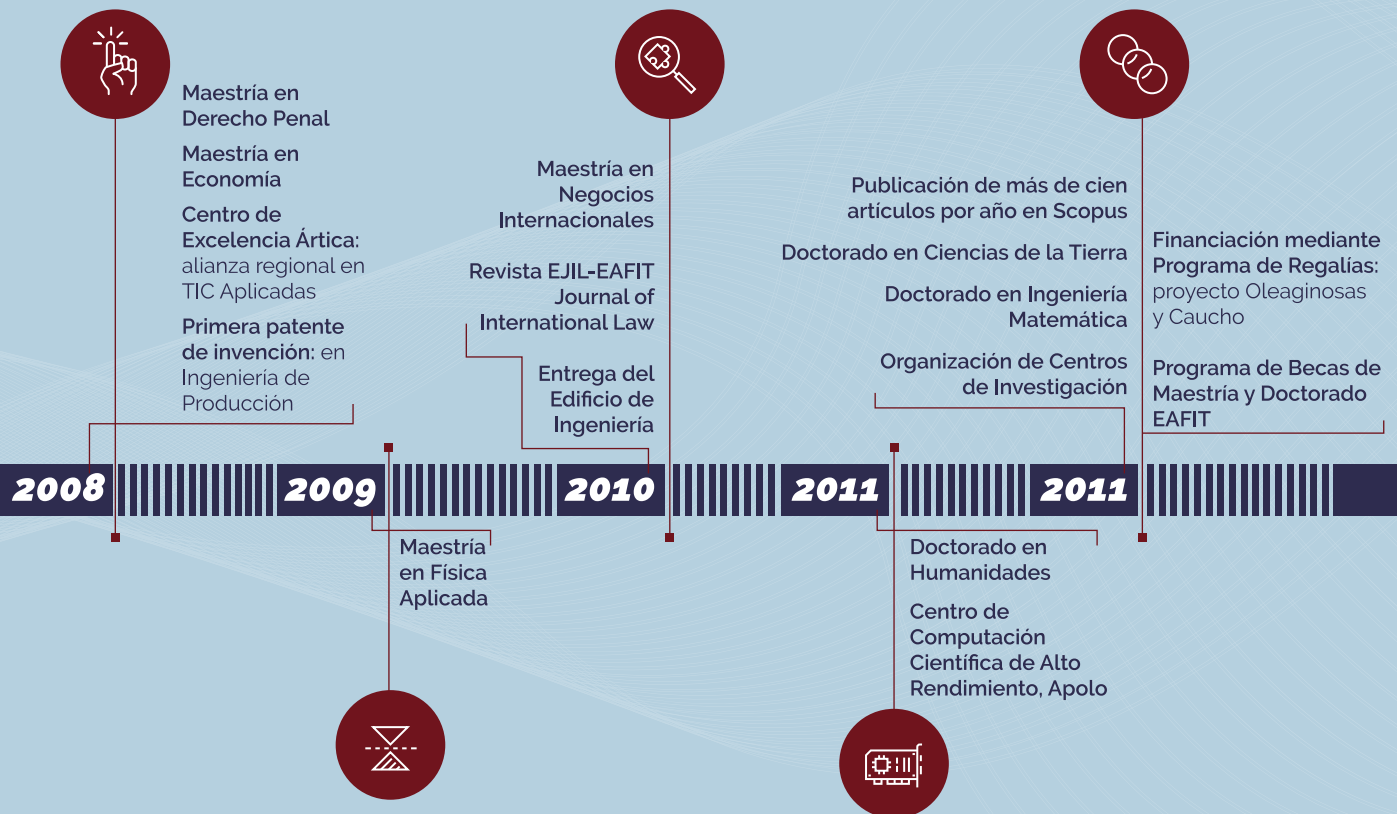 Maestría en
Derecho Penal
Maestría en
Economía
Centro de
Excelencia Ártica:
alianza regional en
TIC Aplicadas
Primera patente
de invención: en
Ingeniería de
Producción
2008
2009
Maestría
en Física
Aplicada
Maestría en
Negocios
Internacionales
Revista EJIL-EAFIT
Journal of
International Law
Entrega del
Edificio de
Ingeniería
2010
2011
Doctorado en
Humanidades
Centro de
Computación
Científica de Alto
Rendimiento, Apolo
Publicación de más de cien
artículos por año en Scopus
Doctorado en Ciencias de la Tierra
Doctorado en Ingeniería
Matemática
Organización de Centros
de Investigación
2011
Financiación mediante
Programa de Regalías:
proyecto Oleaginosas
y Caucho
Programa de Becas de
Maestría y Doctorado
EAFIT